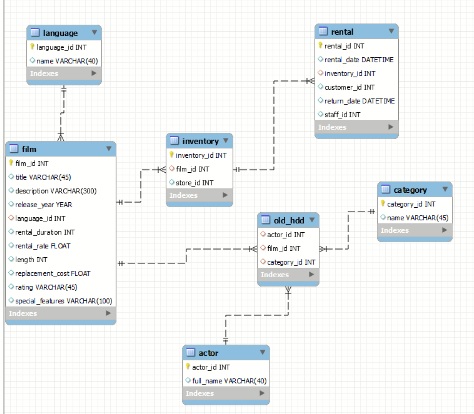 language
language_id INT
name VARCHAR(40)
Indexes
rental
rental_id INT
rental_date DATETIME
inventory_id INT
customer_id INT
return_date DATETIME
staff_id INT
Indexes
film
film_id INT
title VARCHAR(45)
description VARCHAR(300)
release_year YEAR
language_id INT
rental_duration INT
rental_rate FLOAT
length INT
replacement_cost FLOAT
rating VARCHAR(45)
special_features VARCHAR(100)
Indexes
inventory
inventory_id INT
film_id INT
store_id INT
Indexes
category
category_id INT
name VARCHAR(45)
Indexes
old_hdd
actor_id INT
film_id INT
category_id INT
Indexes
actor
actor_id INT
full_name VARCHAR(40)
Indexes